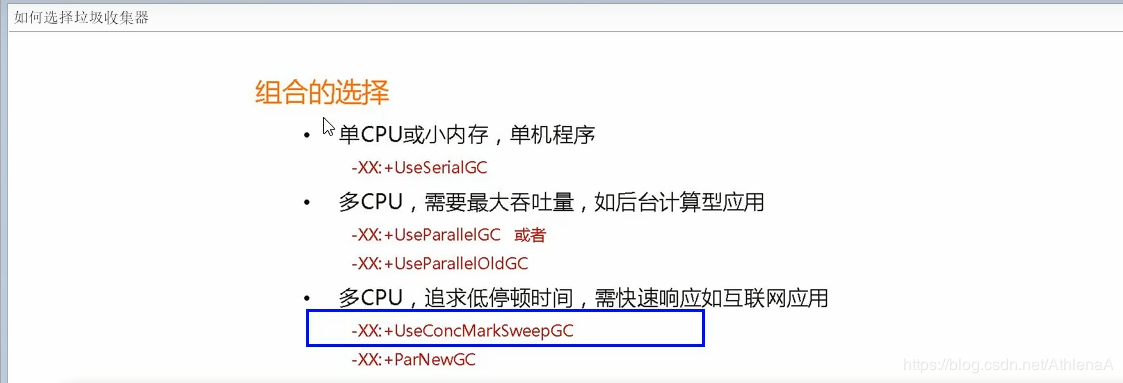 如何选择垃圾收集器
组合的选择
• 单CPU或小内存，单机程序
-XX:+UseSerialGC
• 多CPU，需要最大吞吐量，如后台计算型应用
-XX:+UseParallelGC 或者
-XX:+UseParallelOldGC
• 多CPU，追求低停顿时间，需快速响应如互联网应用
-XX:+UseConcMarkSweepGC
-XX:+ParNewGC
https://blog.csdn.net/AthlenaA